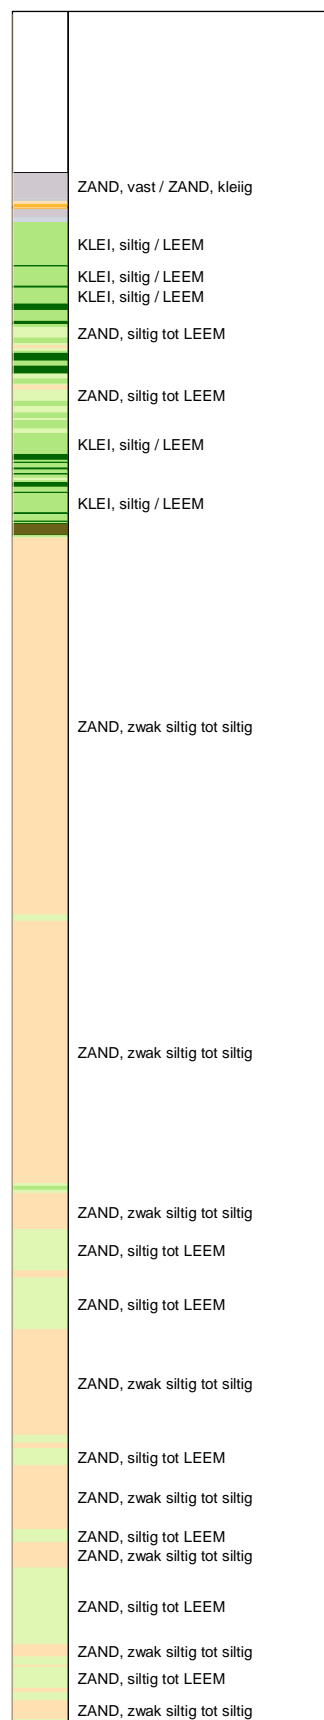 ZAND, vast / ZAND, kleiig
KLEI, siltig / LEEM
KLEI, siltig / LEEM
KLEI, siltig / LEEM
ZAND, siltig tot LEEM
ZAND, siltig tot LEEM
KLEI, siltig / LEEM
KLEI, siltig / LEEM
ZAND, zwak siltig tot siltig
ZAND, zwak siltig tot siltig
ZAND, zwak siltig tot siltig
ZAND, siltig tot LEEM
ZAND, siltig tot LEEM
ZAND, zwak siltig tot siltig
ZAND, siltig tot LEEM
ZAND, zwak siltig tot siltig
ZAND, siltig tot LEEM
ZAND, zwak siltig tot siltig
ZAND, siltig tot LEEM
ZAND, zwak siltig tot siltig
ZAND, siltig tot LEEM
ZAND, zwak siltig tot siltig